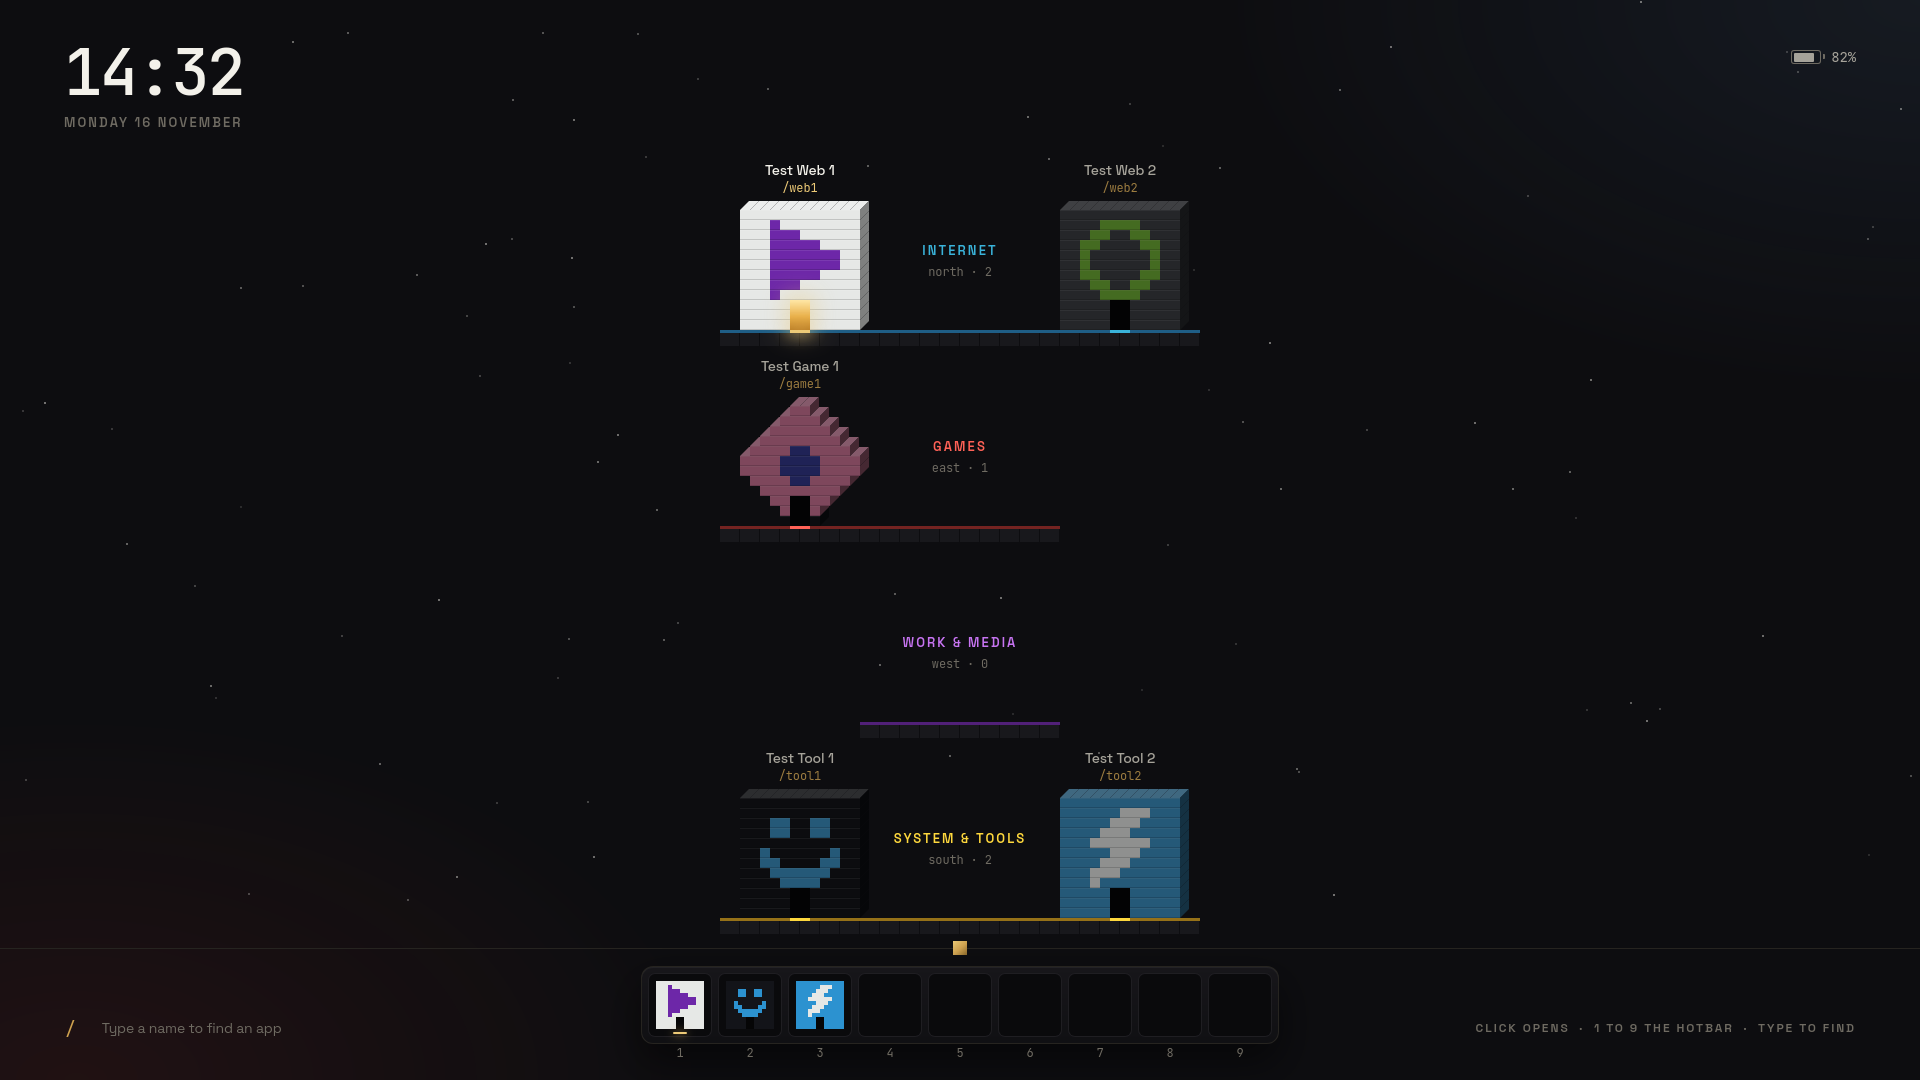 14:32
MONDAY 16 NOVEMBER
82%
Test Web 1
/web1
Test Web 2
/web2
INTERNET
north · 2
Test Game 1
/game1
GAMES
east · 1
WORK & MEDIA
west · 0
Test Tool 1
/tool1
Test Tool 2
/tool2
SYSTEM & TOOLS
south · 2
/ Type a name to find an app
CLICK OPENS · 1 TO 9 THE HOTBAR · TYPE TO FIND
1 2 3 4 5 6 7 8 9